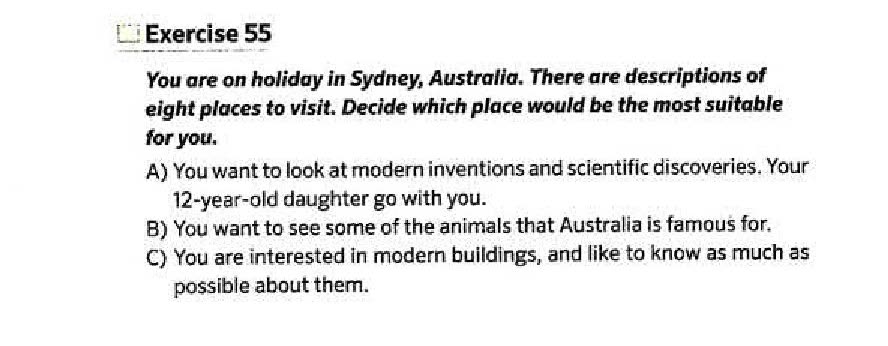 Exercise 55
You are on holiday in Sydney, Australia. There are descriptions of
eight places to visit. Decide which place would be the most suitable
for you.
A) You want to look at modern inventions and scientific discoveries. Your
12-year-old daughter go with you.
B) You want to see some of the animals that Australia is famous for.
C) You are interested in modern buildings, and like to know as much as
possible about them.